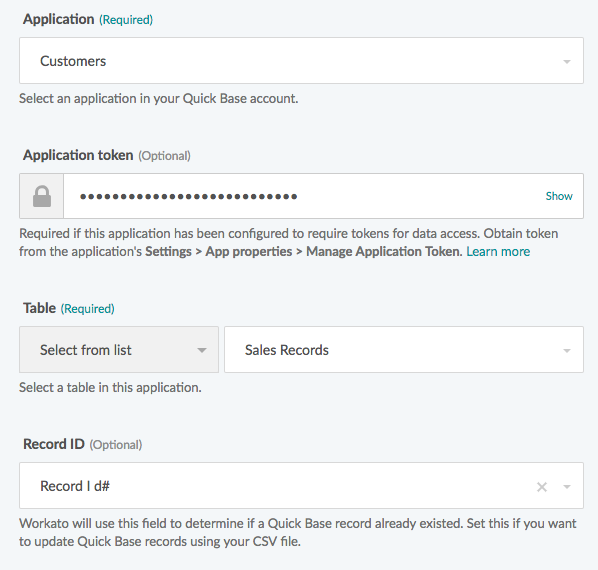 Application (Required)
Customers
Select an application in your Quick Base account.
Application token (Optional)
••••••••••••••••••••••••••• Show
Required if this application has been configured to require tokens for data access. Obtain token
from the application's Settings > App properties > Manage Application Token. Learn more
Table (Required)
Select from list Sales Records
Select a table in this application.
Record ID (Optional)
Record I d#
Workato will use this field to determine if a Quick Base record already existed. Set this if you want
to update Quick Base records using your CSV file.